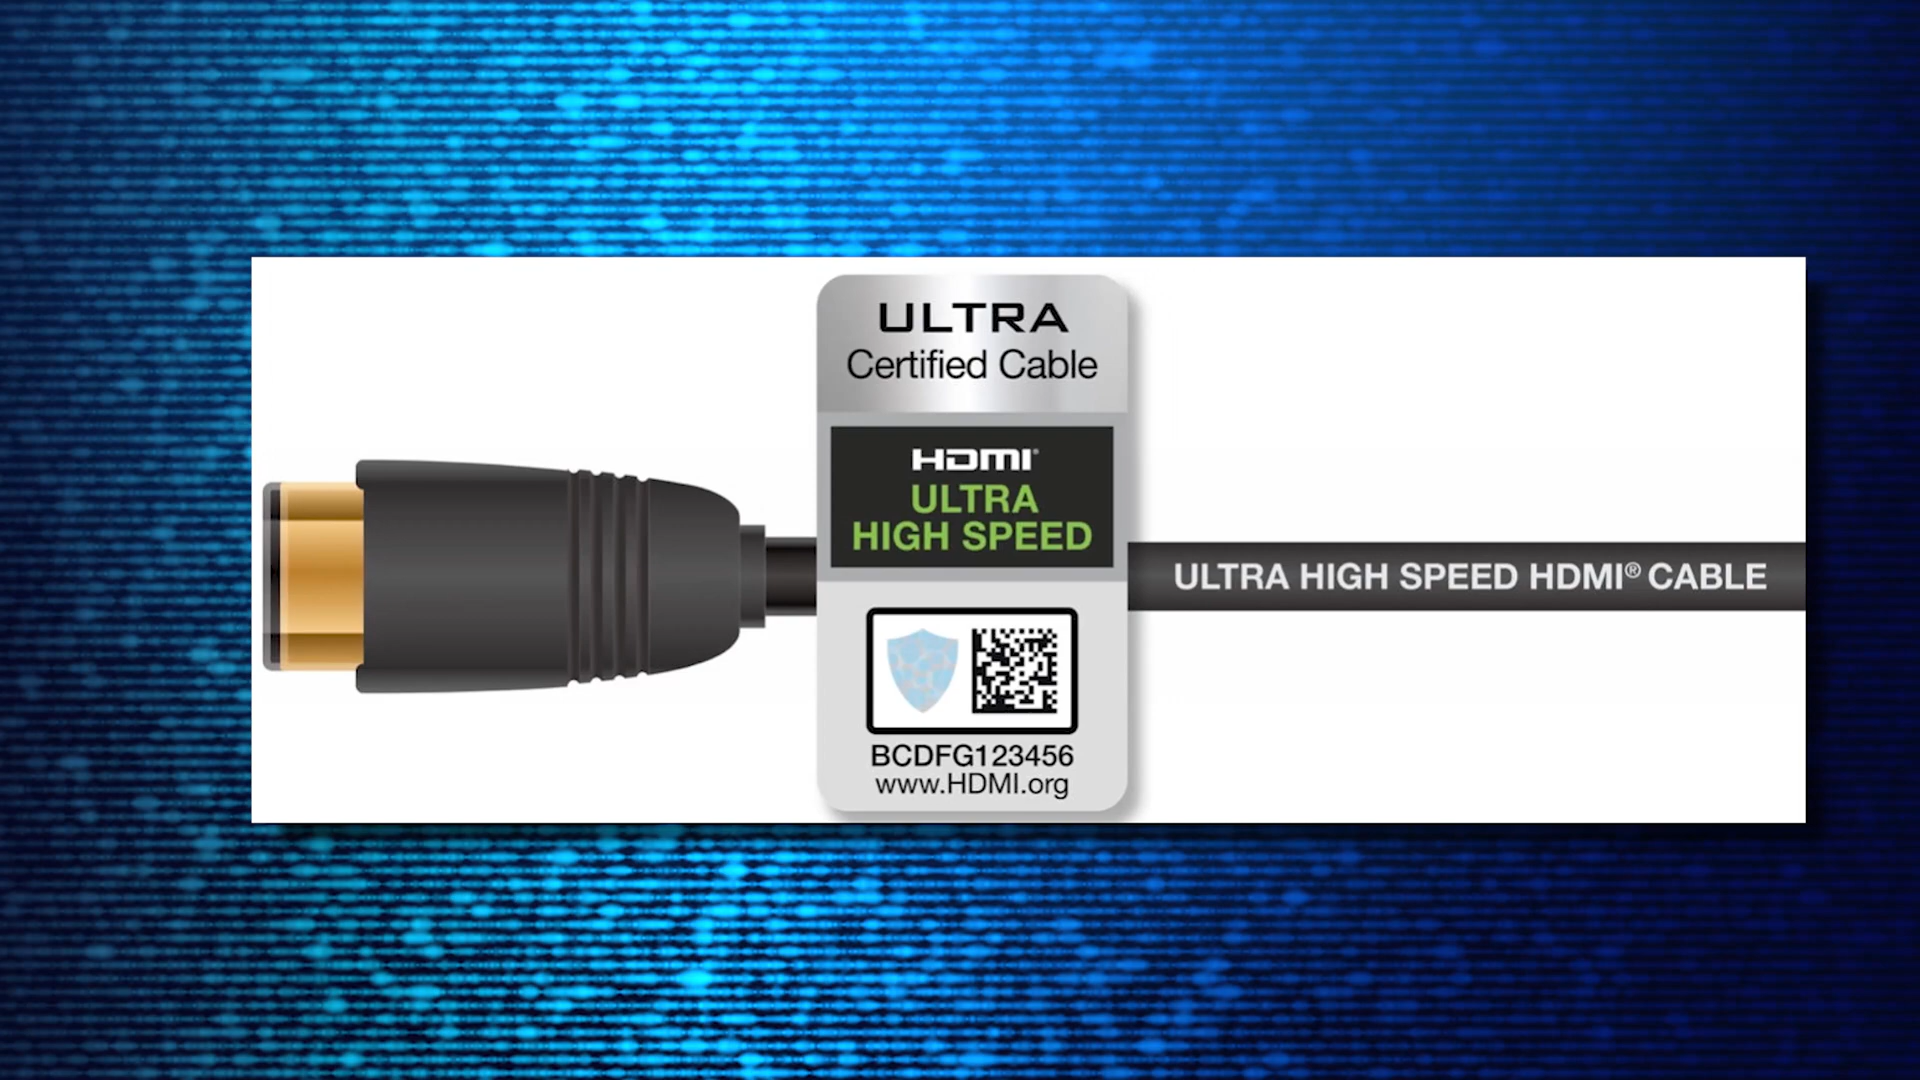 ULTRA
Certified Cable
HDMI®
ULTRA
HIGH SPEED
BCDFG123456
www.HDMI.org
ULTRA HIGH SPEED HDMI® CABLE